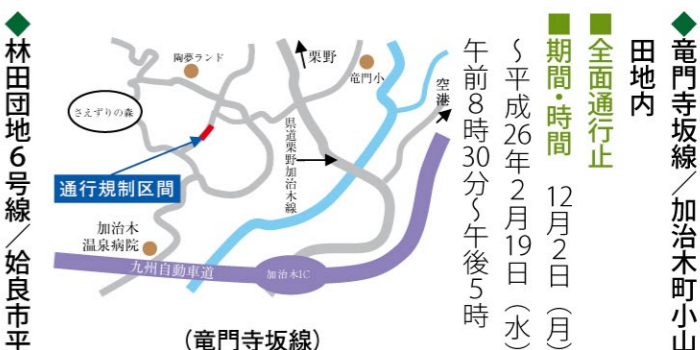 ◆竜門寺坂線／加治木町小山
田地内
■全面通行止
■期間・時間 12月2日（月）
～平成26年2月19日（水）
午前8時30分～午後5時
陶夢ランド
栗野
竜門小
空港
さえずりの森
県道栗野加治木線
通行規制区間
加治木
温泉病院
九州自動車道
加治木IC
（竜門寺坂線）
◆林田団地6号線／姶良市平